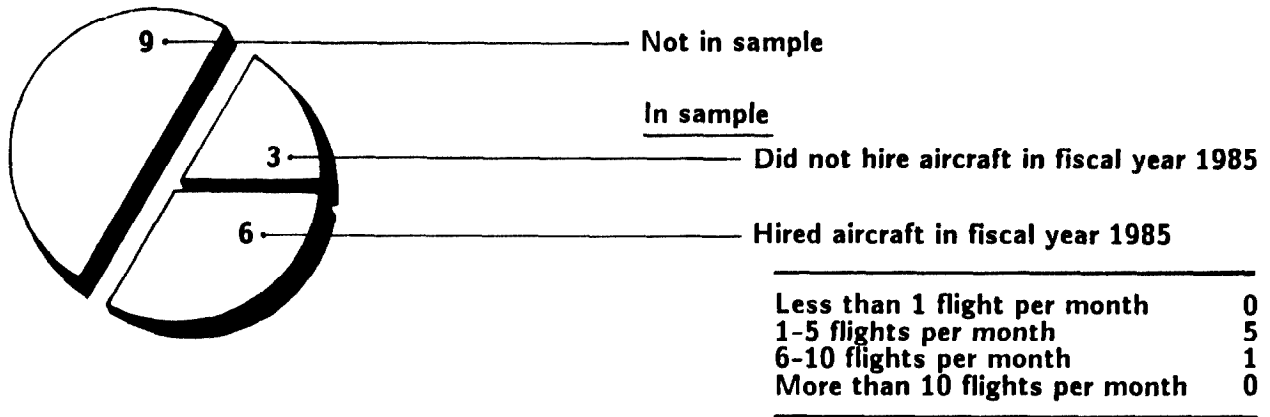 9 Not in sample
In sample
3 Did not hire aircraft in fiscal year 1985
6 Hired aircraft in fiscal year 1985
Less than 1 flight per month 0
1-5 flights per month 5
6-10 flights per month 1
More than 10 flights per month 0